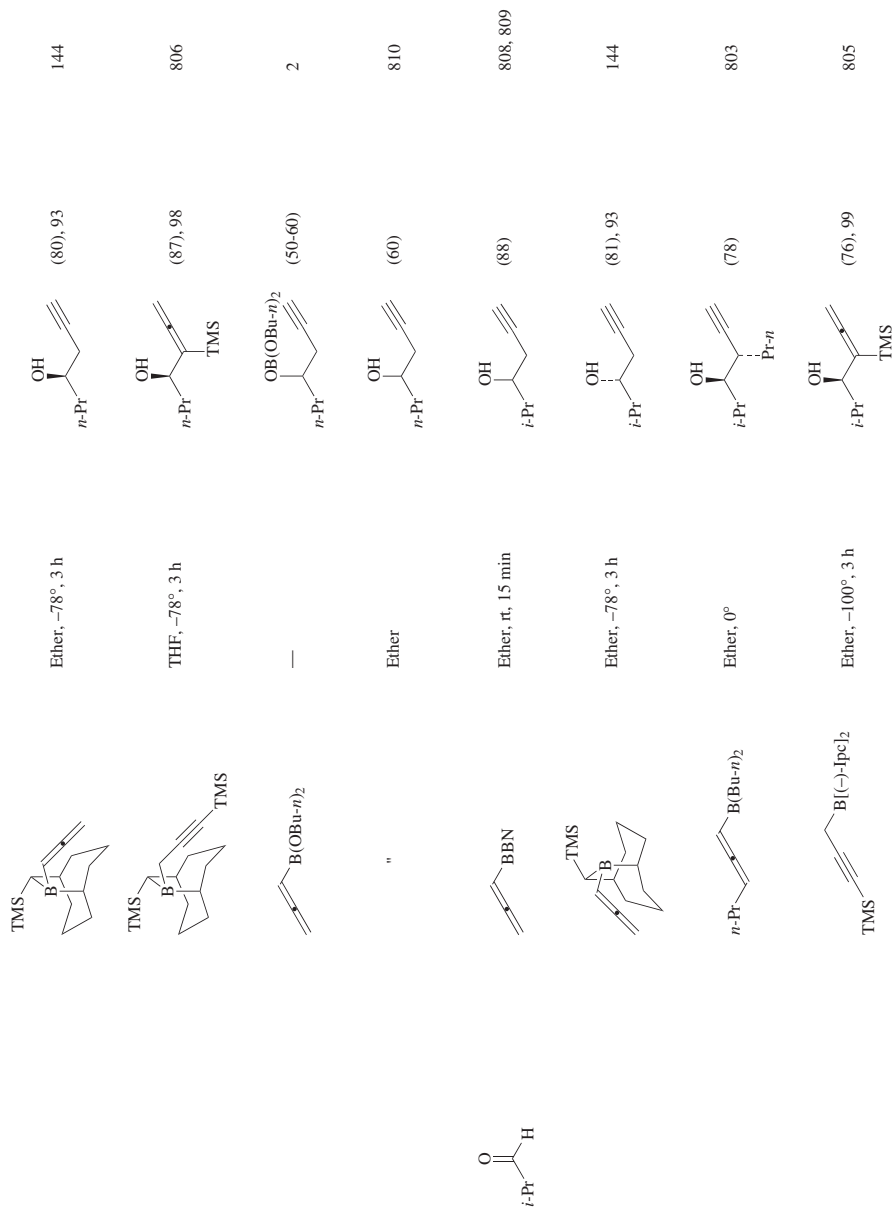 TMS
B
Ether, –78°, 3 h
OH
n-Pr
(80), 93
144
TMS
B
TMS
THF, –78°, 3 h
OH
n-Pr
TMS
(87), 98
806
B(OBu-n)2
—
OB(OBu-n)2
n-Pr
(50-60)
2
"
Ether
OH
n-Pr
(60)
810
O
i-Pr
H
BBN
Ether, rt, 15 min
OH
i-Pr
(88)
808, 809
TMS
B
Ether, –78°, 3 h
OH
i-Pr
(81), 93
144
n-Pr
B(Bu-n)2
Ether, 0°
OH
i-Pr
Pr-n
(78)
803
TMS
B[(–)-Ipc]2
Ether, –100°, 3 h
OH
i-Pr
TMS
(76), 99
805